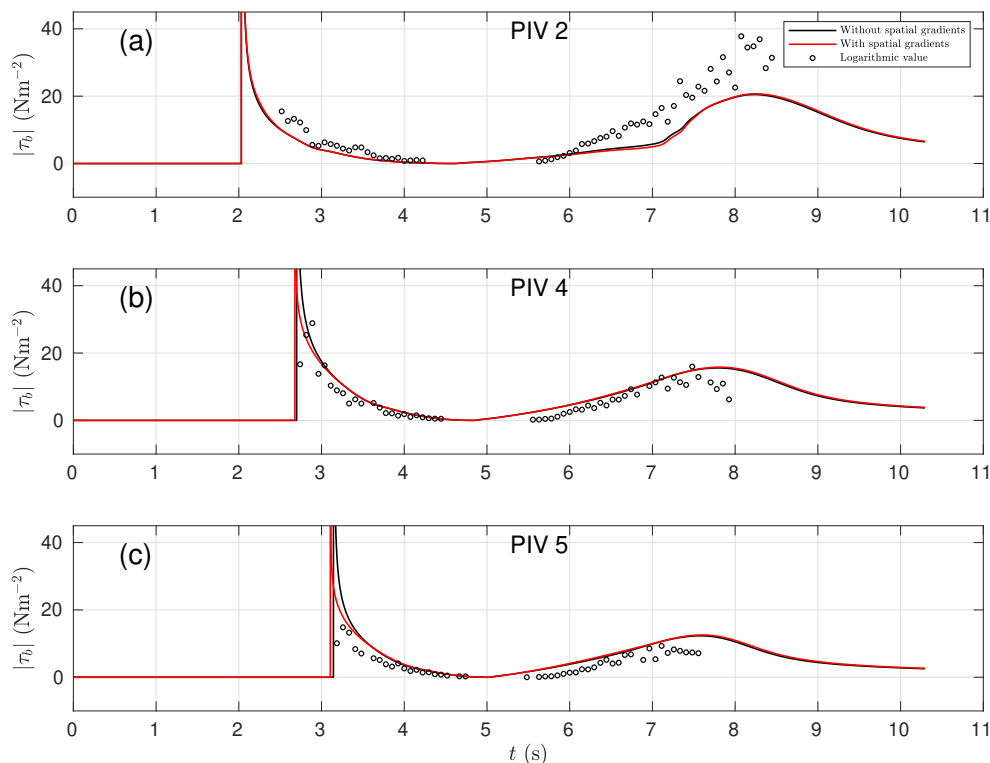 (a)
PIV 2
Without spatial gradients
With spatial gradients
Logarithmic value
|τ_b| (Nm⁻²)
40
20
0
0 1 2 3 4 5 6 7 8 9 10 11
(b)
PIV 4
|τ_b| (Nm⁻²)
40
20
0
0 1 2 3 4 5 6 7 8 9 10 11
(c)
PIV 5
|τ_b| (Nm⁻²)
40
20
0
0 1 2 3 4 5 6 7 8 9 10 11
t (s)